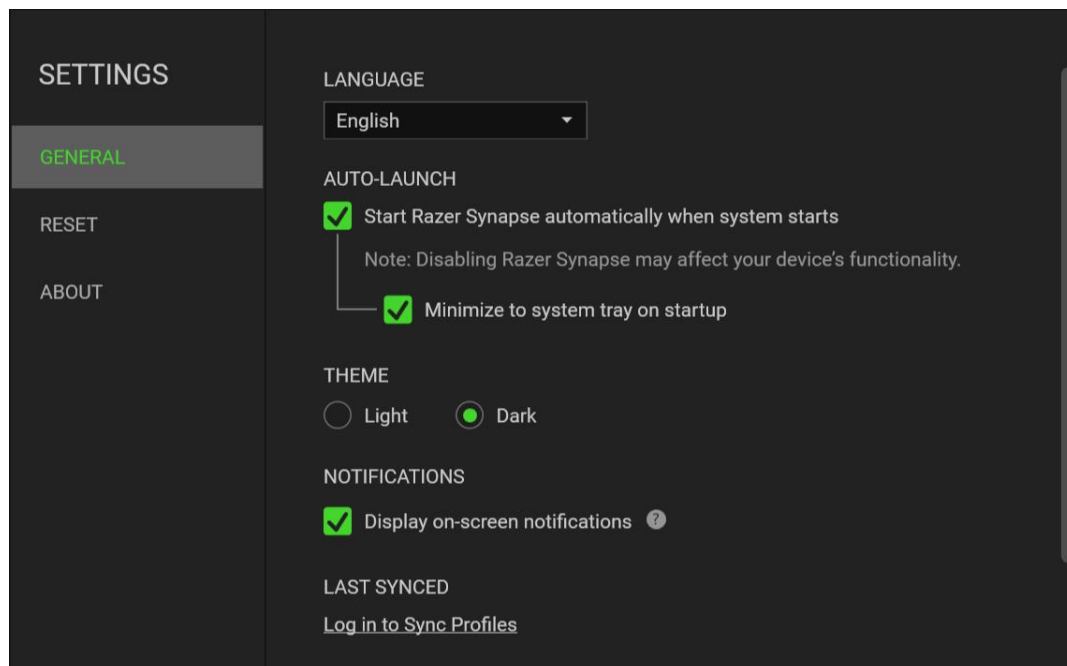 SETTINGS
GENERAL
RESET
ABOUT
LANGUAGE
English
AUTO-LAUNCH
Start Razer Synapse automatically when system starts
Note: Disabling Razer Synapse may affect your device’s functionality.
Minimize to system tray on startup
THEME
Light Dark
NOTIFICATIONS
Display on-screen notifications ?
LAST SYNCED
Log in to Sync Profiles